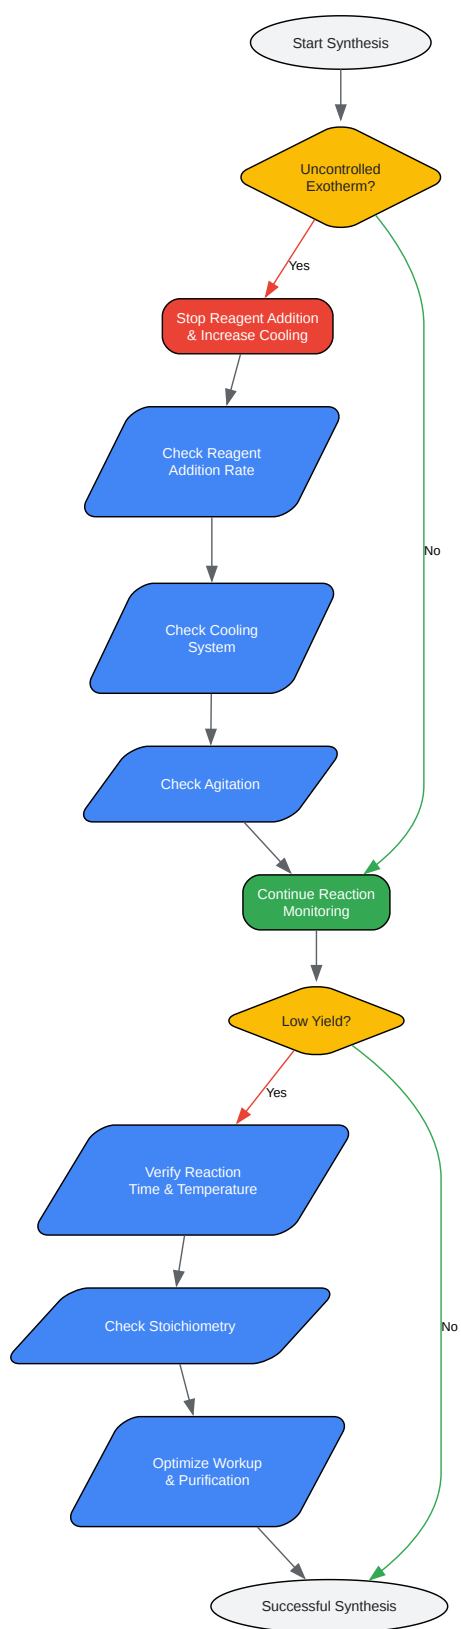 Start Synthesis
Uncontrolled
Exotherm?
Yes
Stop Reagent Addition
& Increase Cooling
Check Reagent
Addition Rate
No
Check Cooling
System
Check Agitation
Continue Reaction
Monitoring
Low Yield?
Yes
Verify Reaction
Time & Temperature
Check Stoichiometry
No
Optimize Workup
& Purification
Successful Synthesis